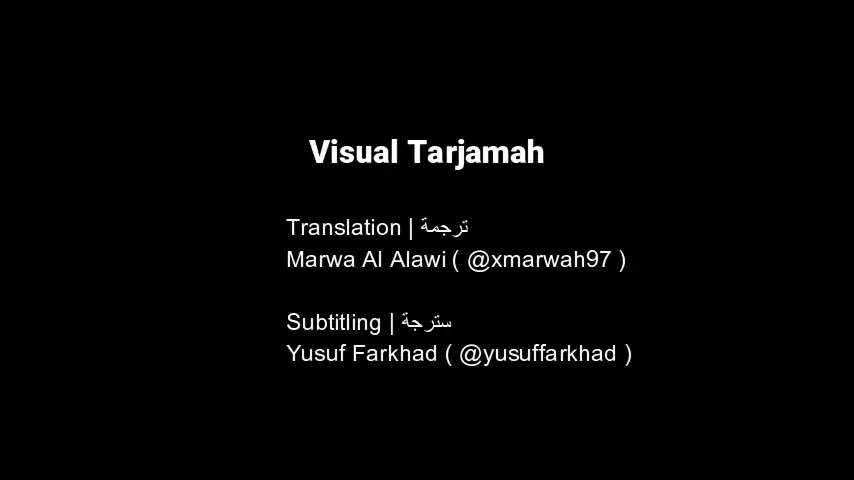 Visual Tarjamah
Translation | ترجمة
Marwa Al Alawi ( @xmarwah97 )
Subtitling | سترجة
Yusuf Farkhad ( @yusuffarkhad )